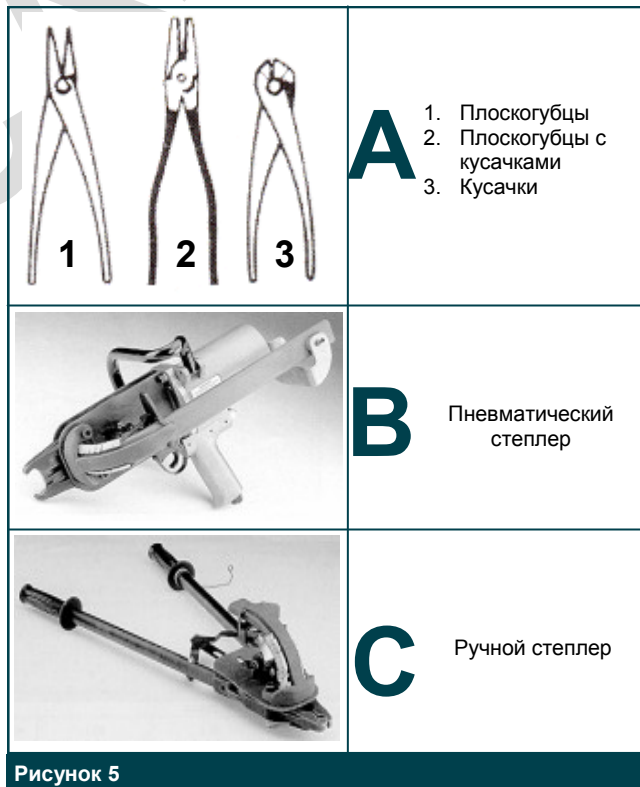 1 2 3
A
1. Плоскогубцы
2. Плоскогубцы с
кусачками
3. Кусачки
B
Пневматический
степлер
C
Ручной степлер
Рисунок 5